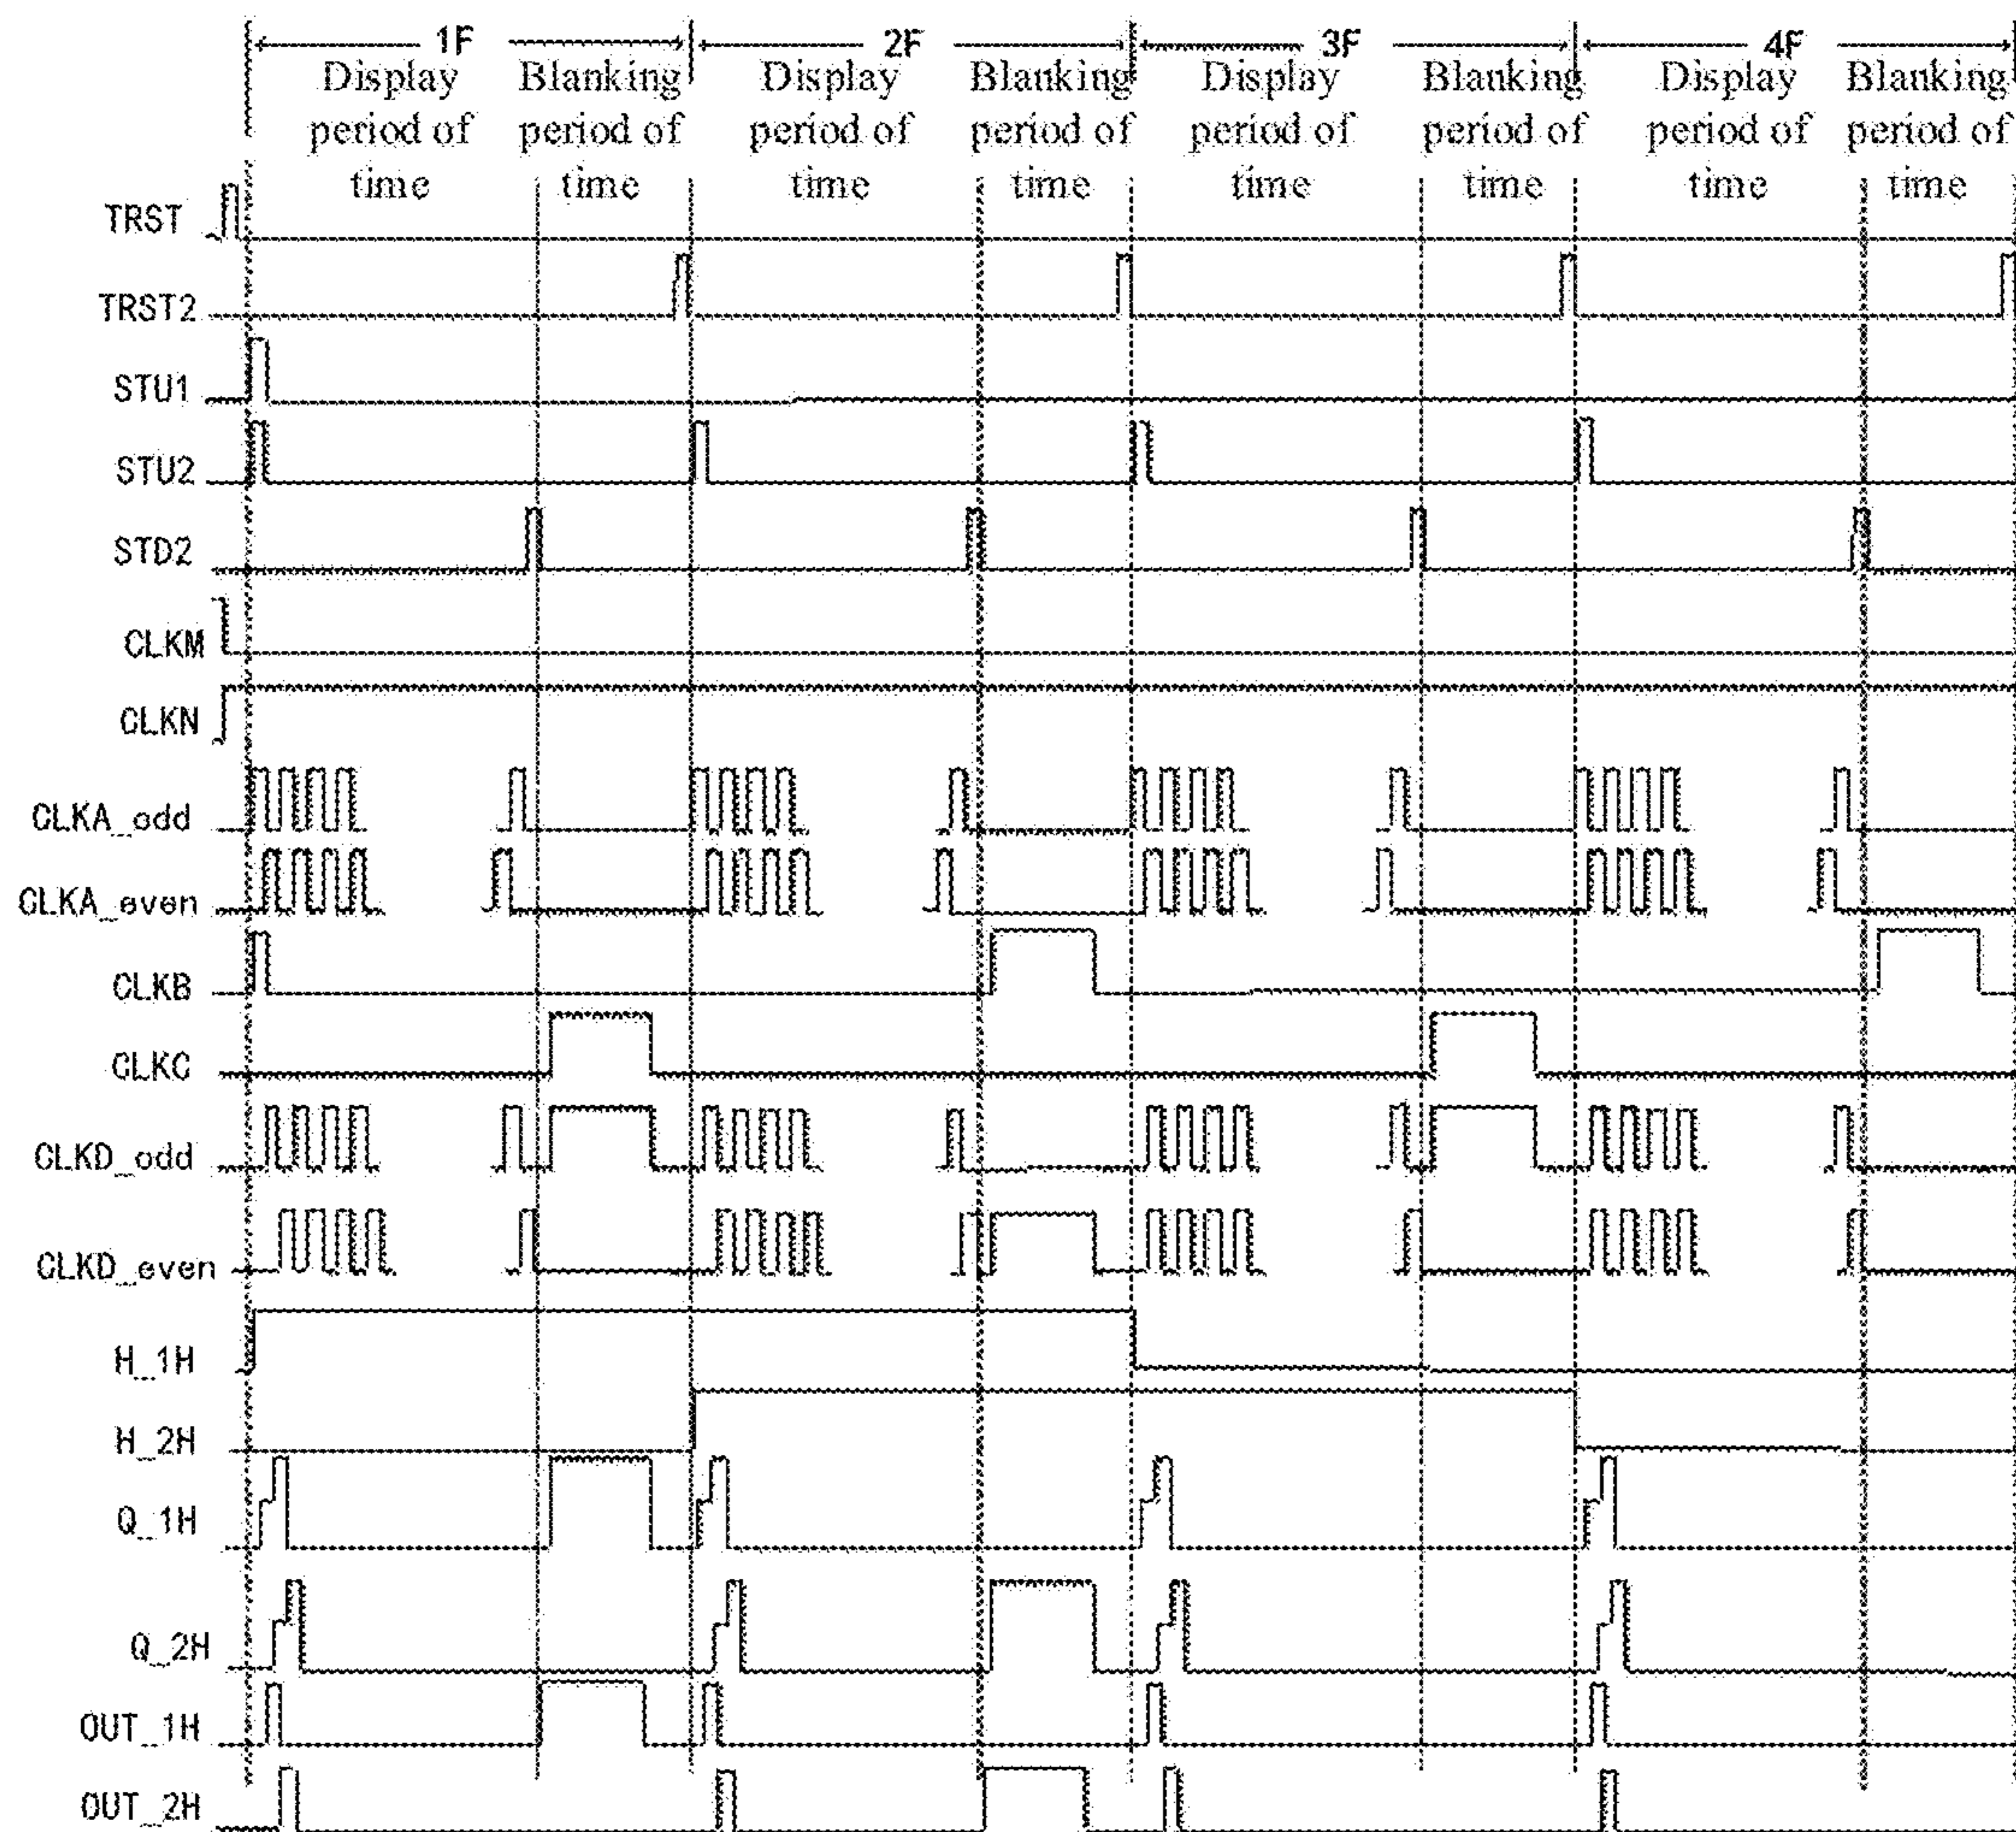 1F 2F 3F 4F
Display Blanking Display Blanking Display Blanking Display Blanking
period of period of period of period of period of period of period of period of
time time time time time time time time
TRST
TRST2
STU1
STU2
STD2
CLKM
CLKN
CLKA_odd
CLKA_even
CLKB
CLKC
CLKD_odd
CLKD_even
H_1H
H_2H
Q_1H
Q_2H
OUT_1H
OUT_2H